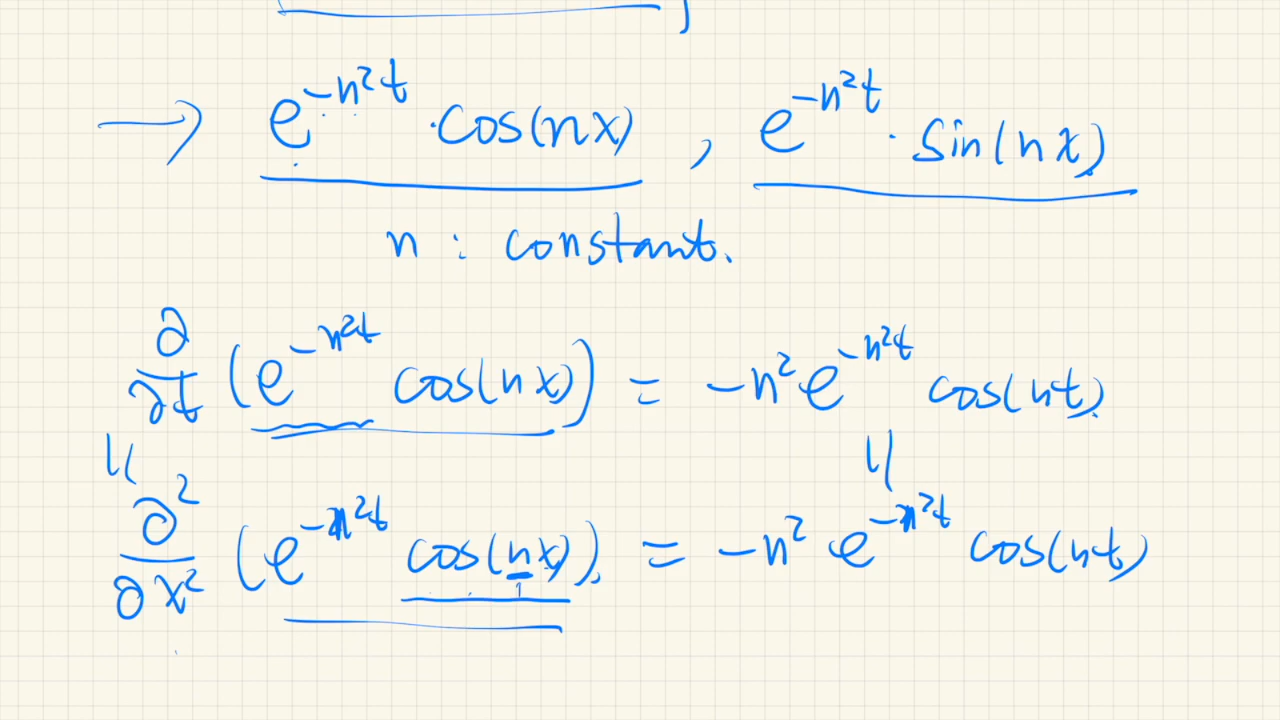 → e^{-n²t} · cos(nx) , e^{-n²t} · sin(nx)
n : constant.
∂/∂t (e^{-n²t} cos(nx)) = -n² e^{-n²t} cos(nt).
∂²/∂x² (e^{-n²t} cos(nx)). = -n² e^{-n²t} cos(nt)